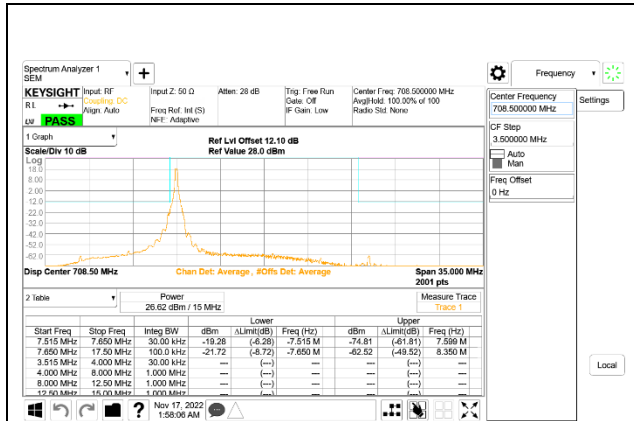 Spectrum Analyzer 1
SEM
Frequency
KEYSIGHT
RL
PASS
Input: RF
Coupling: DC
Align: Auto
Input Z: 50 Ω
Freq Ref: Int (S)
NFE: Adaptive
Atten: 28 dB
Trig: Free Run
Gate: Off
IF Gain: Low
Center Freq: 708.500000 MHz
Avg|Hold: 100.00% of 100
Radio Std: None
Center Frequency
708.500000 MHz
Settings
CF Step
3.500000 MHz
Auto
Man
Freq Offset
0 Hz
1 Graph
Scale/Div 10 dB
Ref Lvl Offset 12.10 dB
Ref Value 28.0 dBm
Log
18.0
8.00
2.00
12.0
22.0
32.0
42.0
52.0
62.0
Disp Center 708.50 MHz
Chan Det: Average , #Offs Det: Average
Span 35.000 MHz
2001 pts
2 Table
Power
26.62 dBm / 15 MHz
Measure Trace
Trace 1
Lower Upper
Start Freq Stop Freq Integ BW dBm ΔLimit(dB) Freq (Hz) dBm ΔLimit(dB) Freq (Hz)
7.515 MHz 7.650 MHz 30.00 kHz -19.28 (-6.28) -7.515 M -74.81 (-61.81) 7.599 M
7.650 MHz 17.50 MHz 100.0 kHz -21.72 (-8.72) -7.650 M -62.52 (-49.52) 8.350 M
3.515 MHz 4.000 MHz 30.00 kHz --- (---) --- (---)
4.000 MHz 8.000 MHz 1.000 MHz --- (---) --- (---)
8.000 MHz 12.50 MHz 1.000 MHz --- (---) --- (---)
12.50 MHz 15.00 MHz 1.000 MHz --- (---) --- (---)
Local
?
Nov 17, 2022
1:58:06 AM